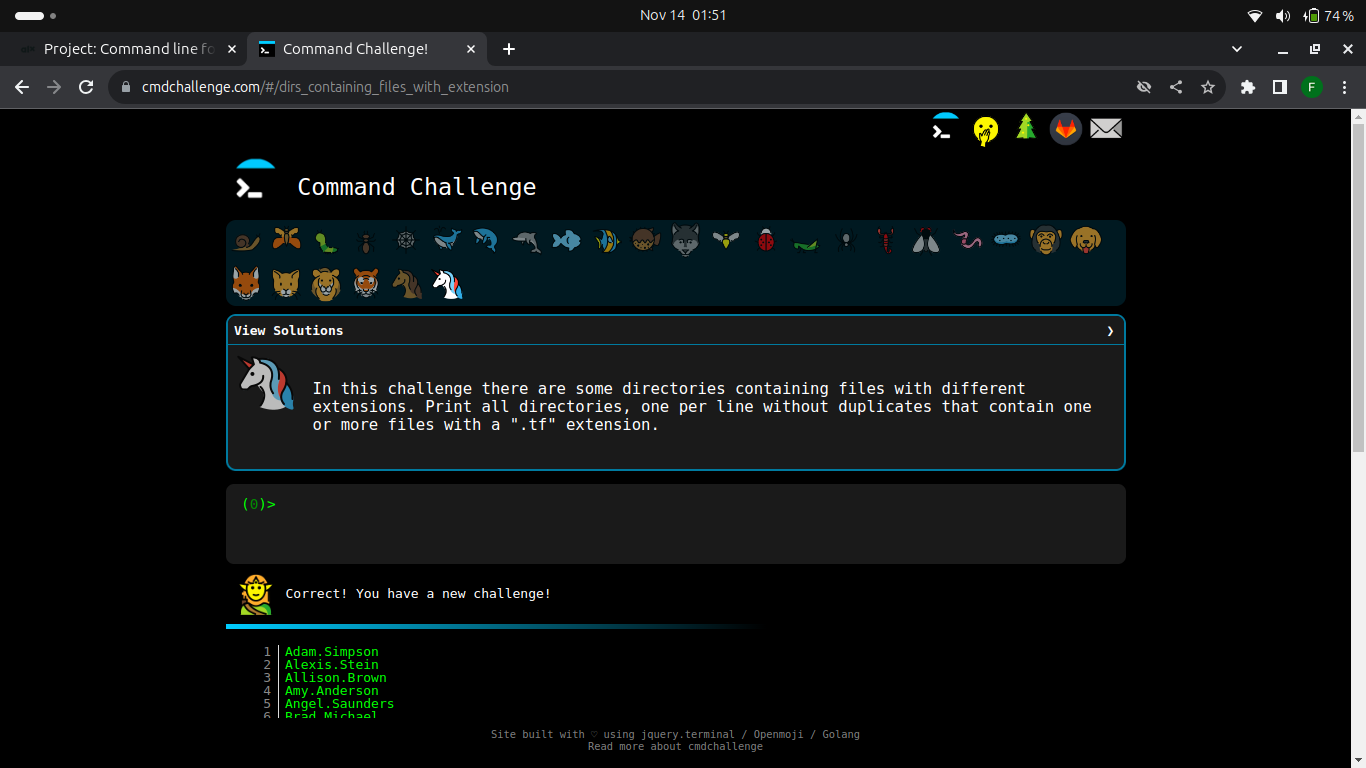 Nov 14 01:51
74 %
Project: Command line fo
Command Challenge!
cmdchallenge.com/#/dirs_containing_files_with_extension
F
Command Challenge
View Solutions
In this challenge there are some directories containing files with different
extensions. Print all directories, one per line without duplicates that contain one
or more files with a ".tf" extension.
(0)>
Correct! You have a new challenge!
1 Adam.Simpson
2 Alexis.Stein
3 Allison.Brown
4 Amy.Anderson
5 Angel.Saunders
6 Brad.Michael
Site built with ♡ using jquery.terminal / Openmoji / Golang
Read more about cmdchallenge